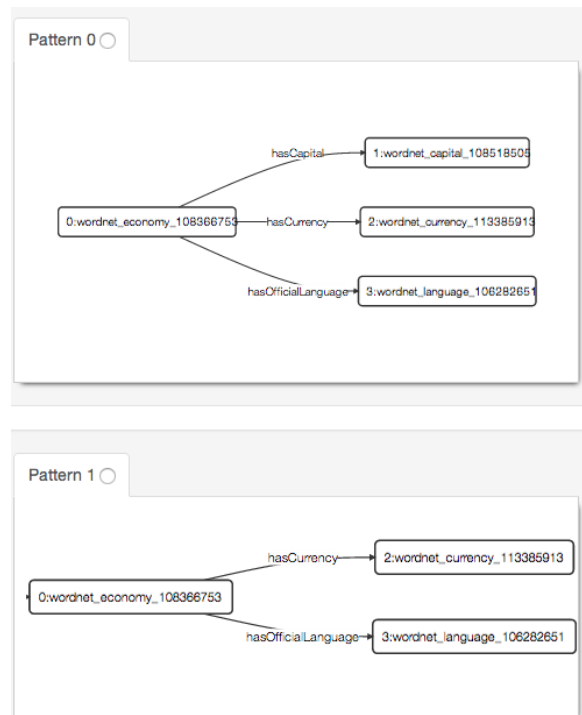 Pattern 0
hasCapital
1:wordnet_capital_108518505
0:wordnet_economy_108366753
hasCurrency
2:wordnet_currency_113385913
hasOfficialLanguage
3:wordnet_language_106282651
Pattern 1
hasCurrency
2:wordnet_currency_113385913
0:wordnet_economy_108366753
hasOfficialLanguage
3:wordnet_language_106282651